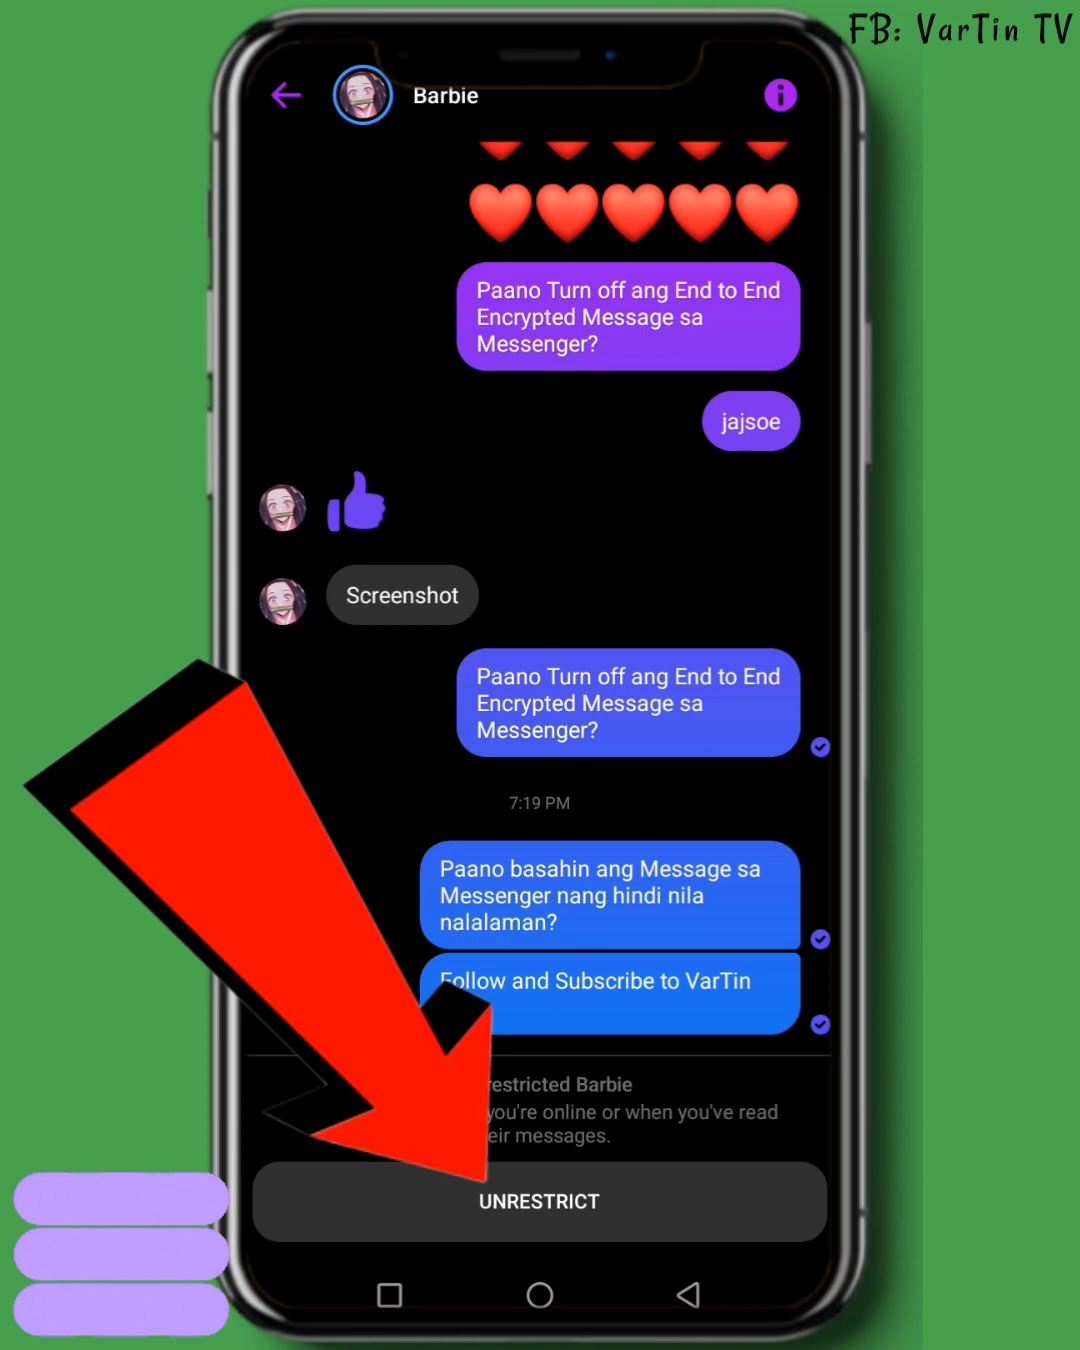 FB: VarTin TV
Barbie
Paano Turn off ang End to End
Encrypted Message sa
Messenger?
jajsoe
Screenshot
Paano Turn off ang End to End
Encrypted Message sa
Messenger?
7:19 PM
Paano basahin ang Message sa
Messenger nang hindi nila
nalalaman?
Follow and Subscribe to VarTin
restricted Barbie
you're online or when you've read
eir messages.
UNRESTRICT